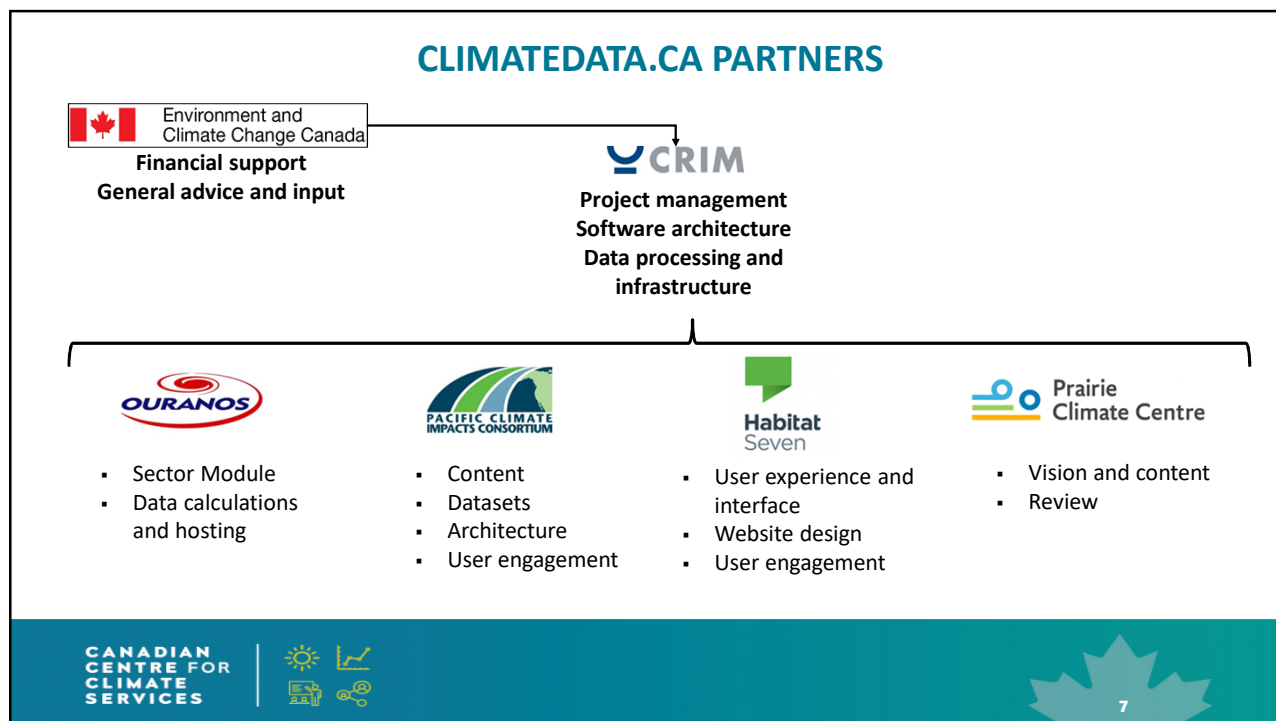 CLIMATEDATA.CA PARTNERS
Environment and
Climate Change Canada
Financial support
General advice and input
CRIM
Project management
Software architecture
Data processing and
infrastructure
OURANOS
▪ Sector Module
▪ Data calculations
and hosting
PACIFIC CLIMATE
IMPACTS CONSORTIUM
▪ Content
▪ Datasets
▪ Architecture
▪ User engagement
Habitat
Seven
▪ User experience and
interface
▪ Website design
▪ User engagement
Prairie
Climate Centre
▪ Vision and content
▪ Review
CANADIAN
CENTRE FOR
CLIMATE
SERVICES
7